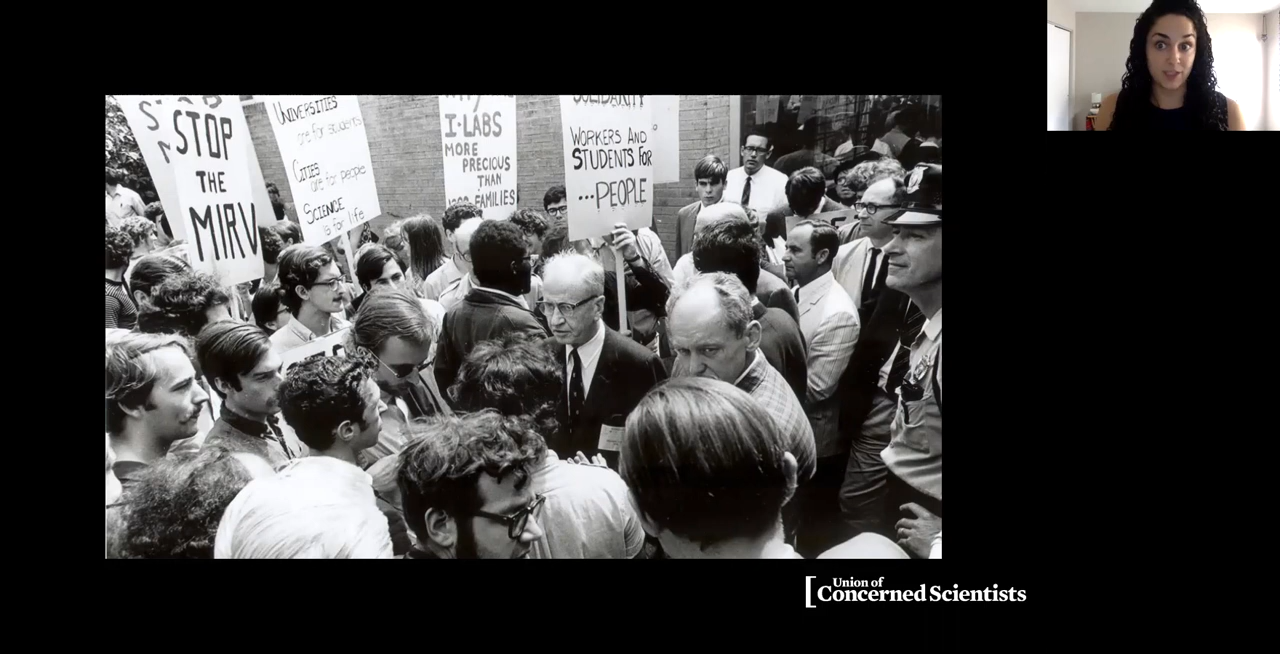 STOP
THE
MIRV
UNIVERSITIES
are for students
CITIES
are for people
SCIENCE
is for life
I-LABS
MORE
PRECIOUS
THAN
FAMILIES
SOLIDARITY
WORKERS AND
STUDENTS FOR
...PEOPLE
Union of
Concerned Scientists